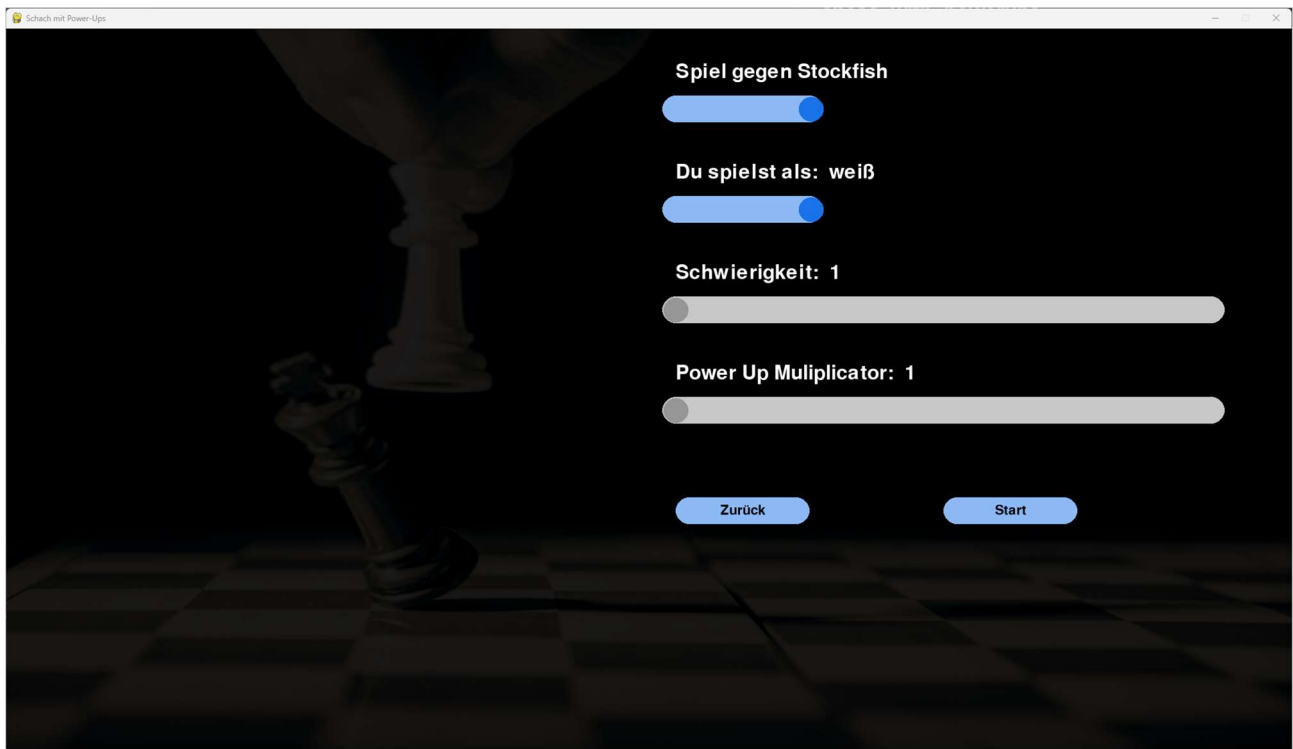 Schach mit Power-Ups
Spiel gegen Stockfish
Du spielst als: weiß
Schwierigkeit: 1
Power Up Muliplicator: 1
Zurück
Start